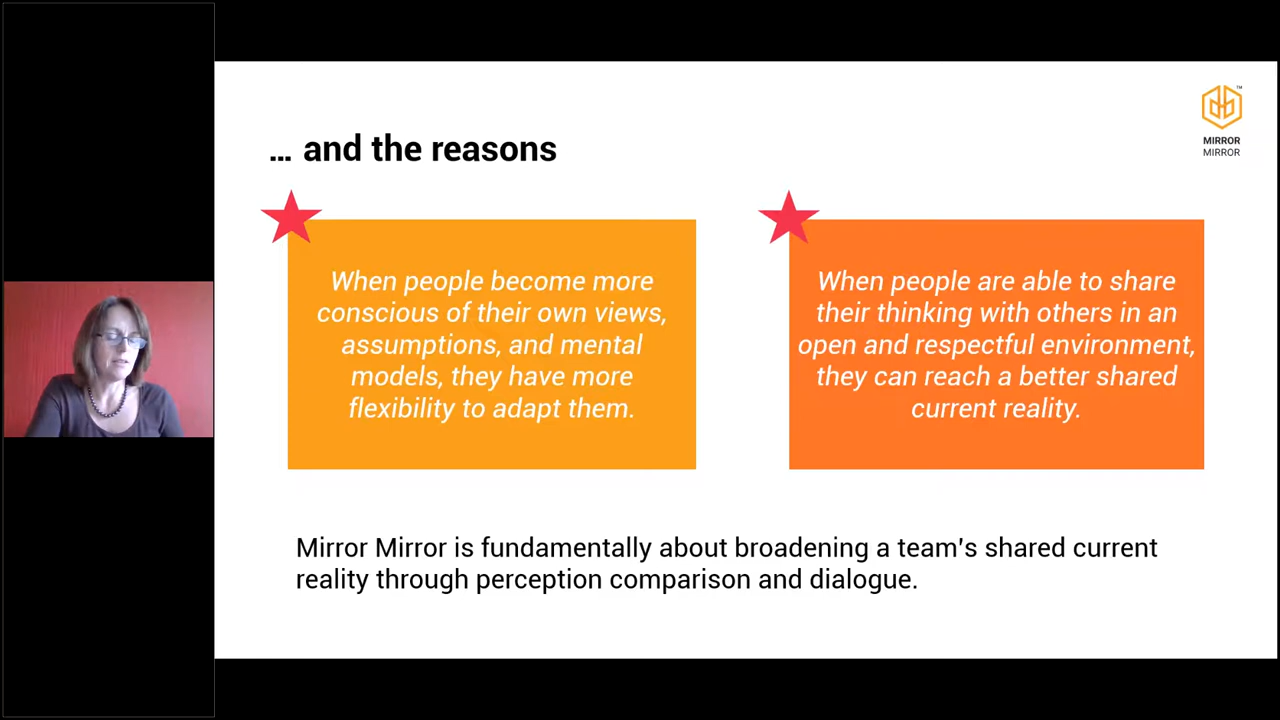 … and the reasons
™
MIRROR
MIRROR
When people become more
conscious of their own views,
assumptions, and mental
models, they have more
flexibility to adapt them.
When people are able to share
their thinking with others in an
open and respectful environment,
they can reach a better shared
current reality.
Mirror Mirror is fundamentally about broadening a team's shared current
reality through perception comparison and dialogue.